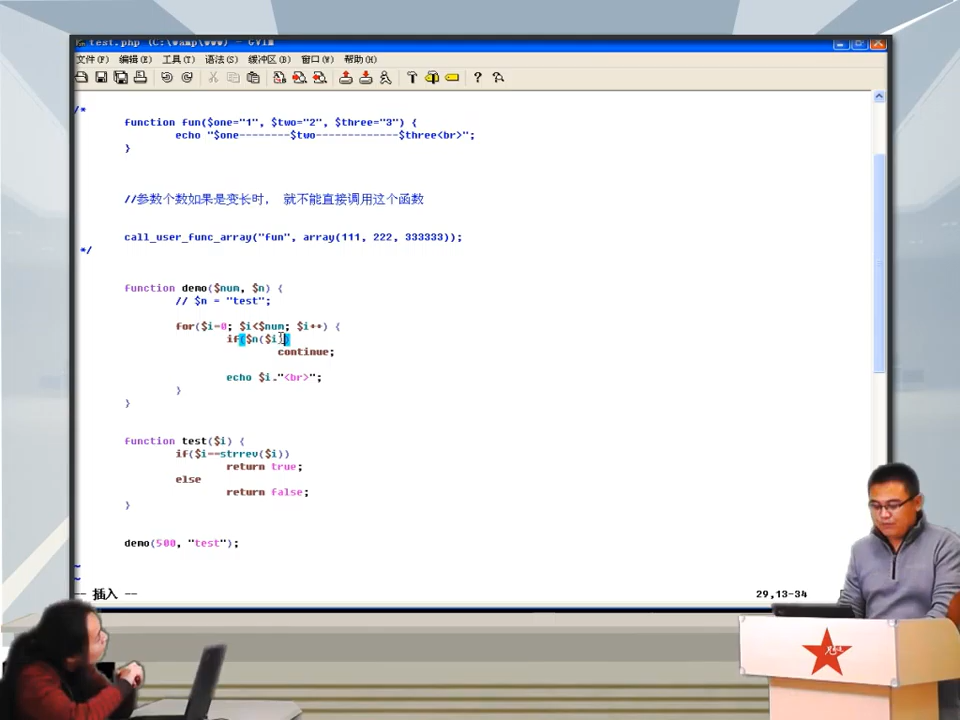 test.php (C:\wamp\www) - GVIM
文件(F) 编辑(E) 工具(T) 语法(S) 缓冲区(B) 窗口(W) 帮助(H)
/*
function fun($one="1", $two="2", $three="3") {
echo "$one--------$two-------------$three<br>";
}
//参数个数如果是变长时， 就不能直接调用这个函数
call_user_func_array("fun", array(111, 222, 333333));
*/
function demo($num, $n) {
// $n = "test";
for($i=0; $i<$num; $i++) {
if($n($i))
continue;
echo $i."<br>";
}
}
function test($i) {
if($i==strrev($i))
return true;
else
return false;
}
demo(500, "test");
~
~
-- 插入 --
29,13-34